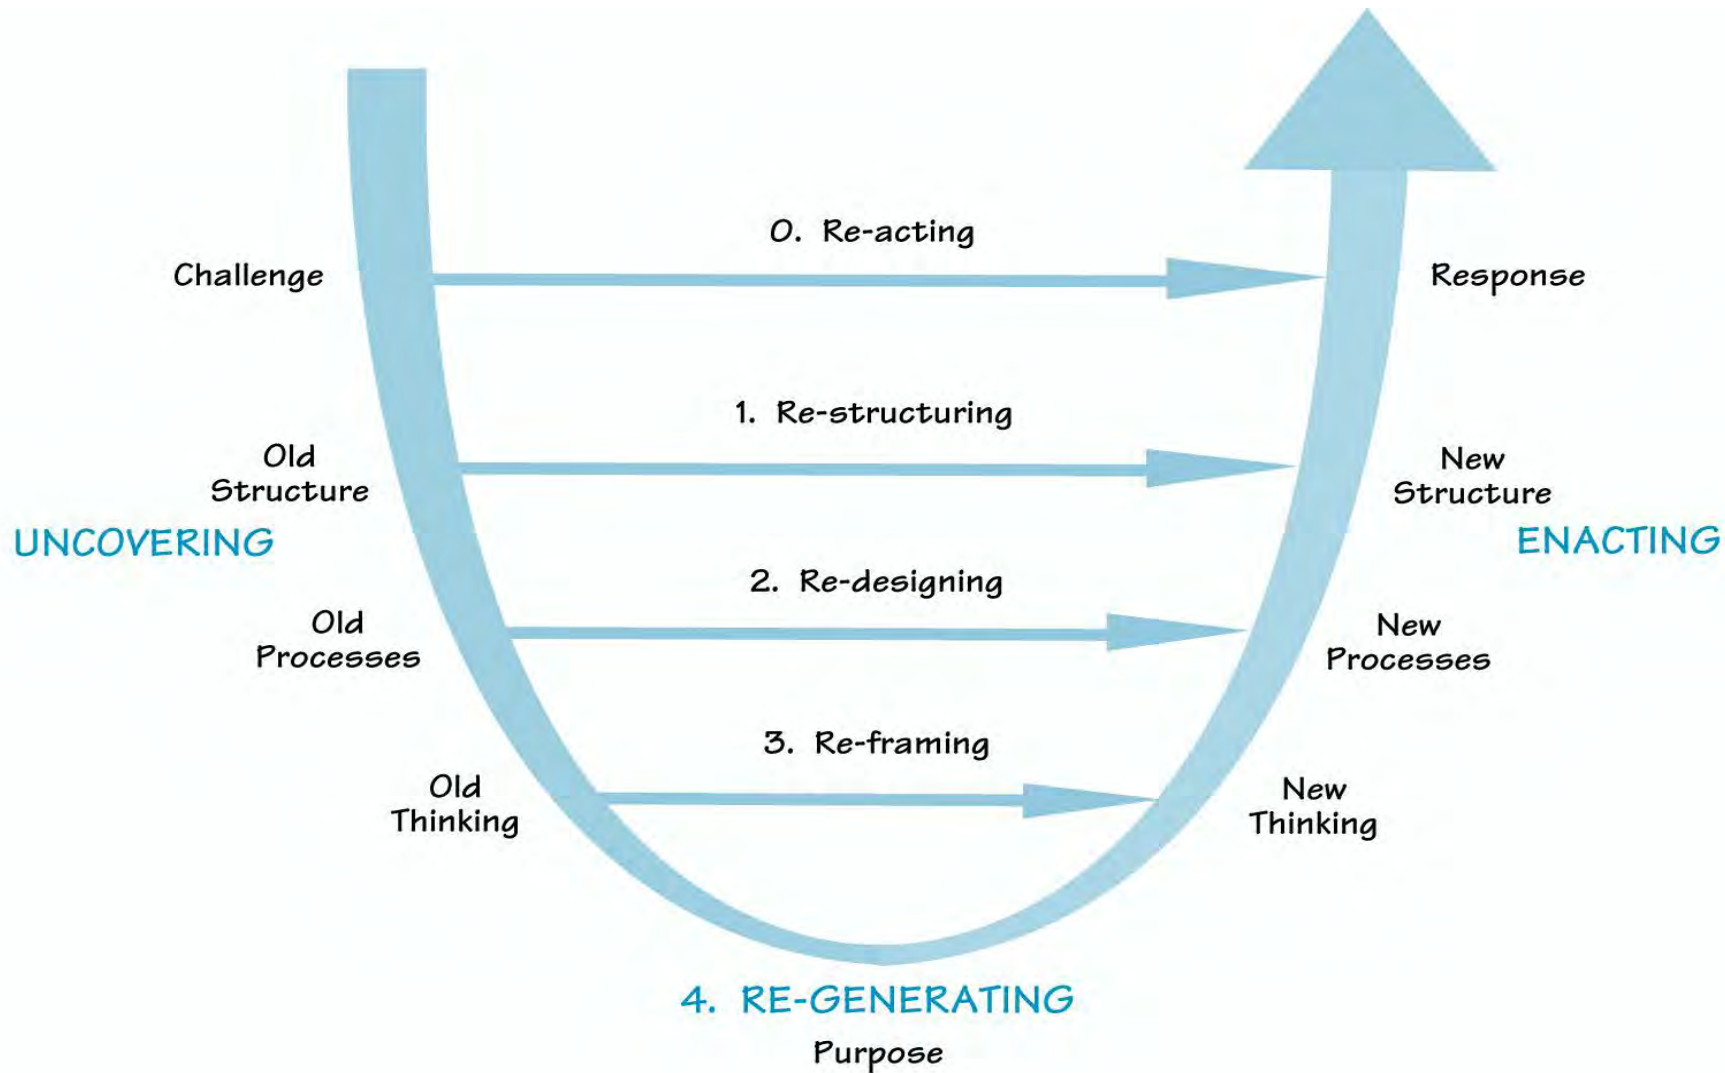 0. Re-acting
Challenge
Response
1. Re-structuring
Old
Structure
New
Structure
UNCOVERING
ENACTING
2. Re-designing
Old
Processes
New
Processes
3. Re-framing
Old
Thinking
New
Thinking
4. RE-GENERATING
Purpose